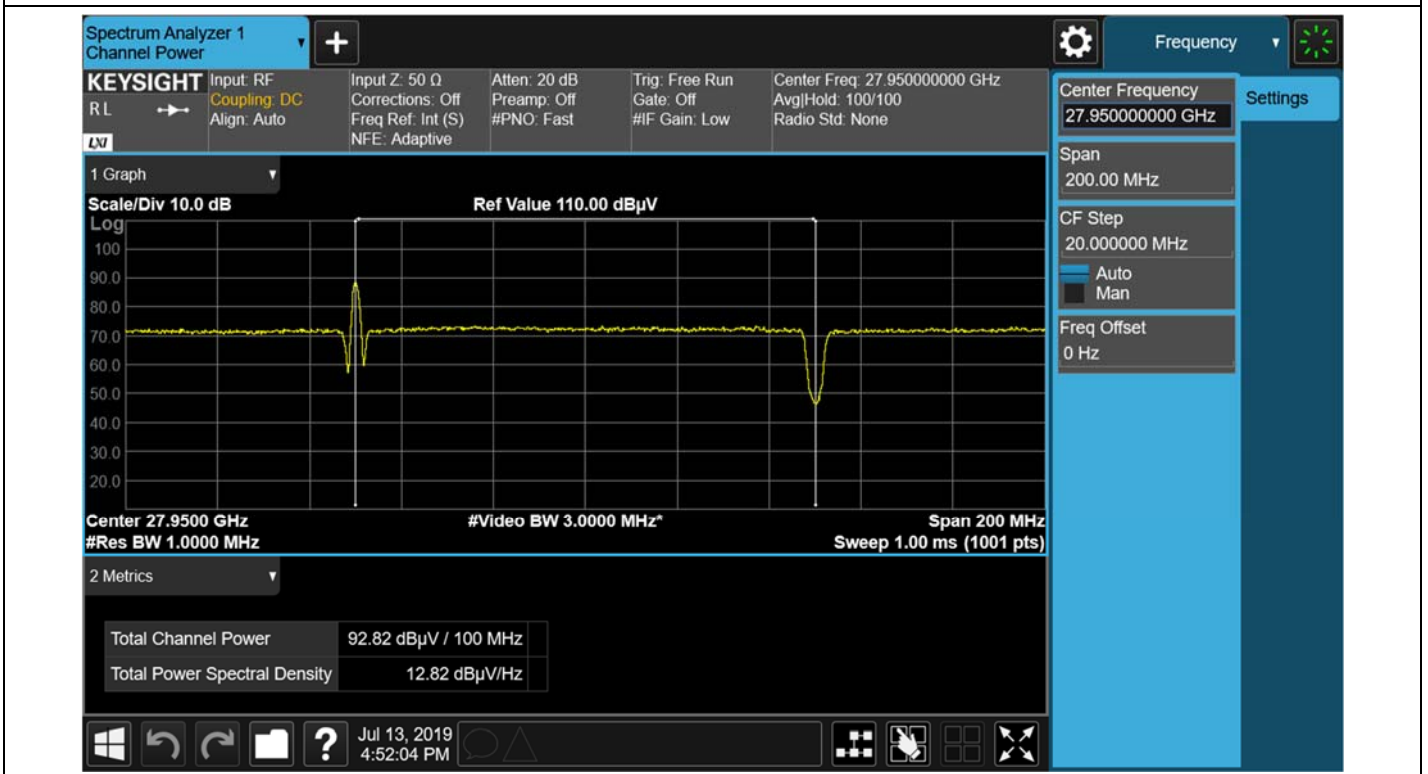 Spectrum Analyzer 1
Channel Power
Frequency
KEYSIGHT
RL
LXI
Input: RF
Coupling: DC
Align: Auto
Input Z: 50 Ω
Corrections: Off
Freq Ref: Int (S)
NFE: Adaptive
Atten: 20 dB
Preamp: Off
#PNO: Fast
Trig: Free Run
Gate: Off
#IF Gain: Low
Center Freq: 27.950000000 GHz
Avg|Hold: 100/100
Radio Std: None
Center Frequency
27.950000000 GHz
Settings
Span
200.00 MHz
CF Step
20.000000 MHz
Auto
Man
Freq Offset
0 Hz
1 Graph
Scale/Div 10.0 dB
Ref Value 110.00 dBµV
Log
100
90.0
80.0
70.0
60.0
50.0
40.0
30.0
20.0
Center 27.9500 GHz
#Video BW 3.0000 MHz*
Span 200 MHz
#Res BW 1.0000 MHz
Sweep 1.00 ms (1001 pts)
2 Metrics
Total Channel Power 92.82 dBµV / 100 MHz
Total Power Spectral Density 12.82 dBµV/Hz
?
Jul 13, 2019
4:52:04 PM